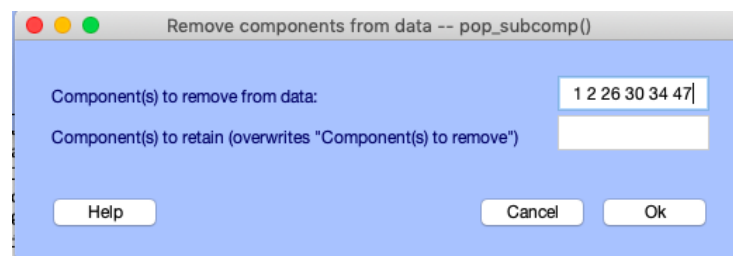 Remove components from data -- pop_subcomp()
Component(s) to remove from data:
1 2 26 30 34 47
Component(s) to retain (overwrites "Component(s) to remove")
Help
Cancel
Ok